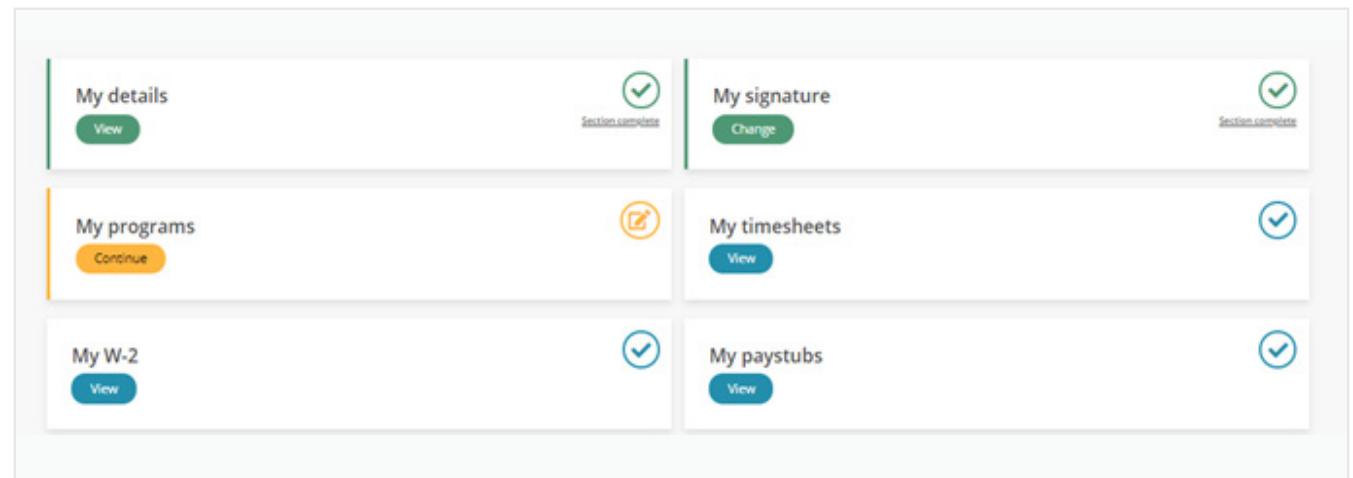 My details
View
Section complete
My signature
Change
Section complete
My programs
Continue
My timesheets
View
My W-2
View
My paystubs
View